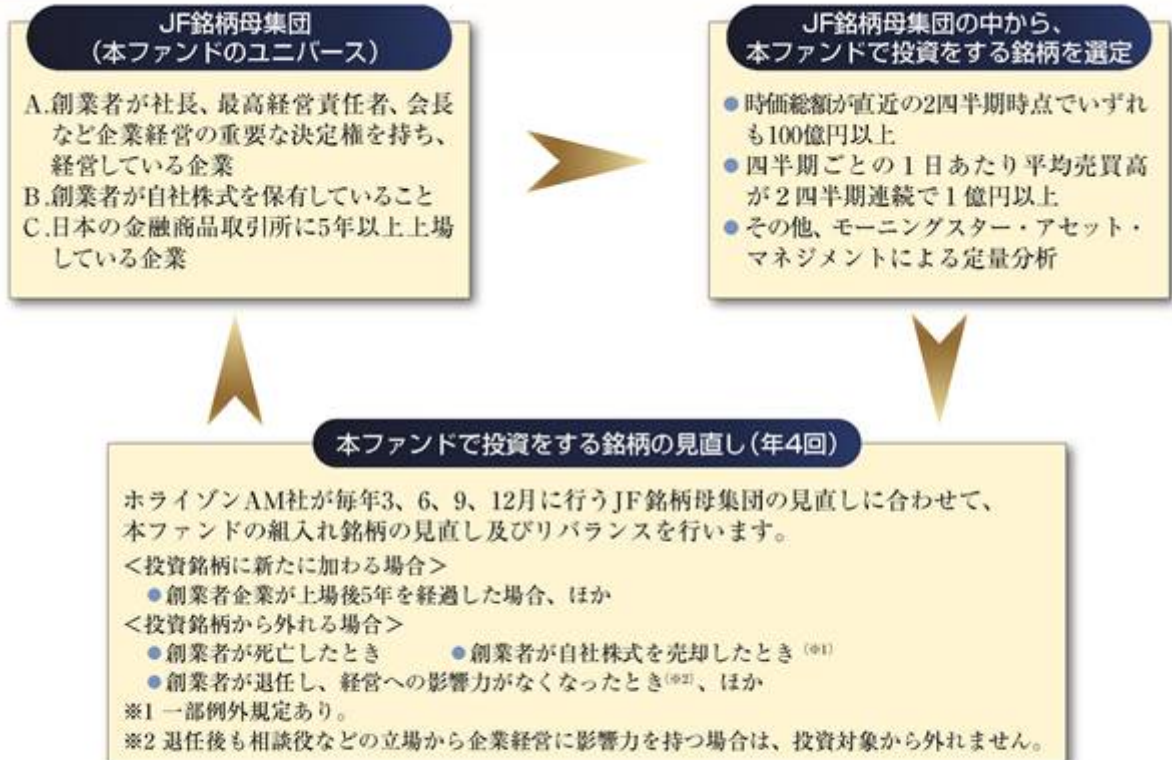 JF銘柄母集団
（本ファンドのユニバース）
A.創業者が社長、最高経営責任者、会長
など企業経営の重要な決定権を持ち、
経営している企業
B.創業者が自社株式を保有していること
C.日本の金融商品取引所に5年以上上場
している企業
JF銘柄母集団の中から、
本ファンドで投資をする銘柄を選定
●時価総額が直近の2四半期時点でいずれ
も100億円以上
●四半期ごとの１日あたり平均売買高
が２四半期連続で１億円以上
●その他、モーニングスター・アセット・
マネジメントによる定量分析
本ファンドで投資をする銘柄の見直し（年4回）
ホライゾンAM社が毎年3、6、9、12月に行うJF銘柄母集団の見直しに合わせて、
本ファンドの組入れ銘柄の見直し及びリバランスを行います。
＜投資銘柄に新たに加わる場合＞
●創業者企業が上場後5年を経過した場合、ほか
＜投資銘柄から外れる場合＞
●創業者が死亡したとき ●創業者が自社株式を売却したとき（※1）
●創業者が退任し、経営への影響力がなくなったとき（※2）、ほか
※1 一部例外規定あり。
※2 退任後も相談役などの立場から企業経営に影響力を持つ場合は、投資対象から外れません。